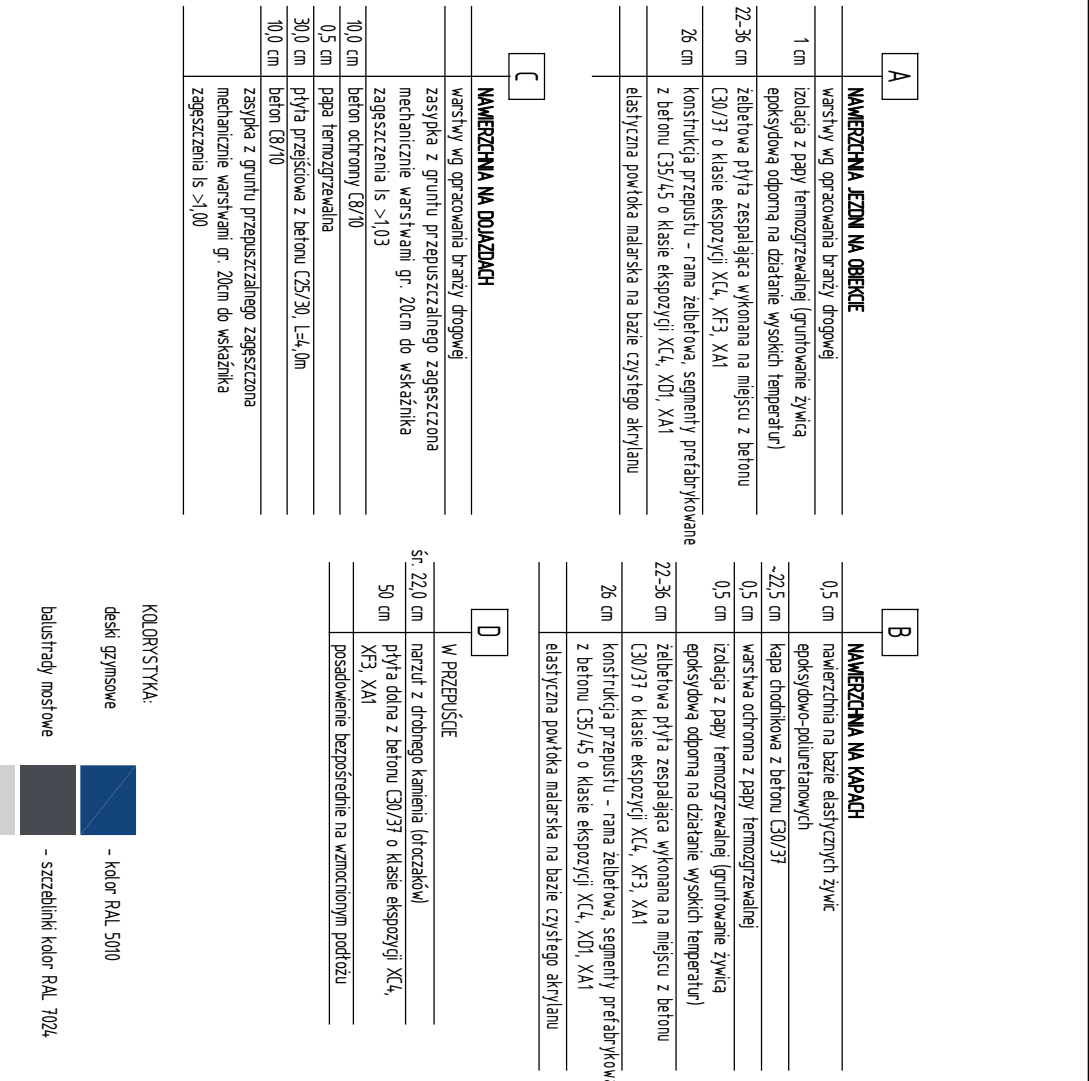 A
NAWIERZCHNIA JEZDNI NA OBIEKCIE
warstwy wg opracowania branży drogowej
1 cm izolacja z papy termozgrzewalnej (gruntowanie żywicą
epoksydową odporną na działanie wysokich temperatur)
22-36 cm żelbetowa płyta zespalająca wykonana na miejscu z betonu
C30/37 o klasie ekspozycji XC4, XF3, XA1
26 cm konstrukcja przepustu - rama żelbetowa, segmenty prefabrykowane
z betonu C35/45 o klasie ekspozycji XC4, XD1, XA1
elastyczna powłoka malarska na bazie czystego akrylanu
B
NAWIERZCHNIA NA KAPACH
0,5 cm nawierzchnia na bazie elastycznych żywic
epoksydowo-poliuretanowych
~22,5 cm kapa chodnikowa z betonu C30/37
0,5 cm warstwa ochronna z papy termozgrzewalnej
0,5 cm izolacja z papy termozgrzewalnej (gruntowanie żywicą
epoksydową odporną na działanie wysokich temperatur)
22-36 cm żelbetowa płyta zespalająca wykonana na miejscu z betonu
C30/37 o klasie ekspozycji XC4, XF3, XA1
26 cm konstrukcja przepustu - rama żelbetowa, segmenty
z betonu C35/45 o klasie ekspozycji XC4, XD1, XA1
elastyczna powłoka malarska na bazie czystego akrylanu
C
NAWIERZCHNIA NA DOJAZDACH
warstwy wg opracowania branży drogowej
zasypka z gruntu przepuszczalnego zagęszczona
mechanicznie warstwami gr. 20cm do wskaźnika
zagęszczenia Is >1,03
10,0 cm beton ochronny C8/10
0,5 cm papa termozgrzewalna
30,0 cm płyta przejściowa z betonu C25/30, L=4,0m
10,0 cm beton C8/10
zasypka z gruntu przepuszczalnego zagęszczona
mechanicznie warstwami gr. 20cm do wskaźnika
zagęszczenia Is >1,00
D
W PRZEPUŚCIE
śr. 22,0 cm narzut z drobnego kamienia (otoczaków)
50 cm płyta dolna z betonu C30/37 o klasie ekspozycji XC4,
XF3, XA1
posadowienie bezpośrednie na wzmocnionym podłożu
KOLORYSTYKA:
deski gzymsowe - kolor RAL 5010
balustrady mostowe - szczeblinki kolor RAL 7024